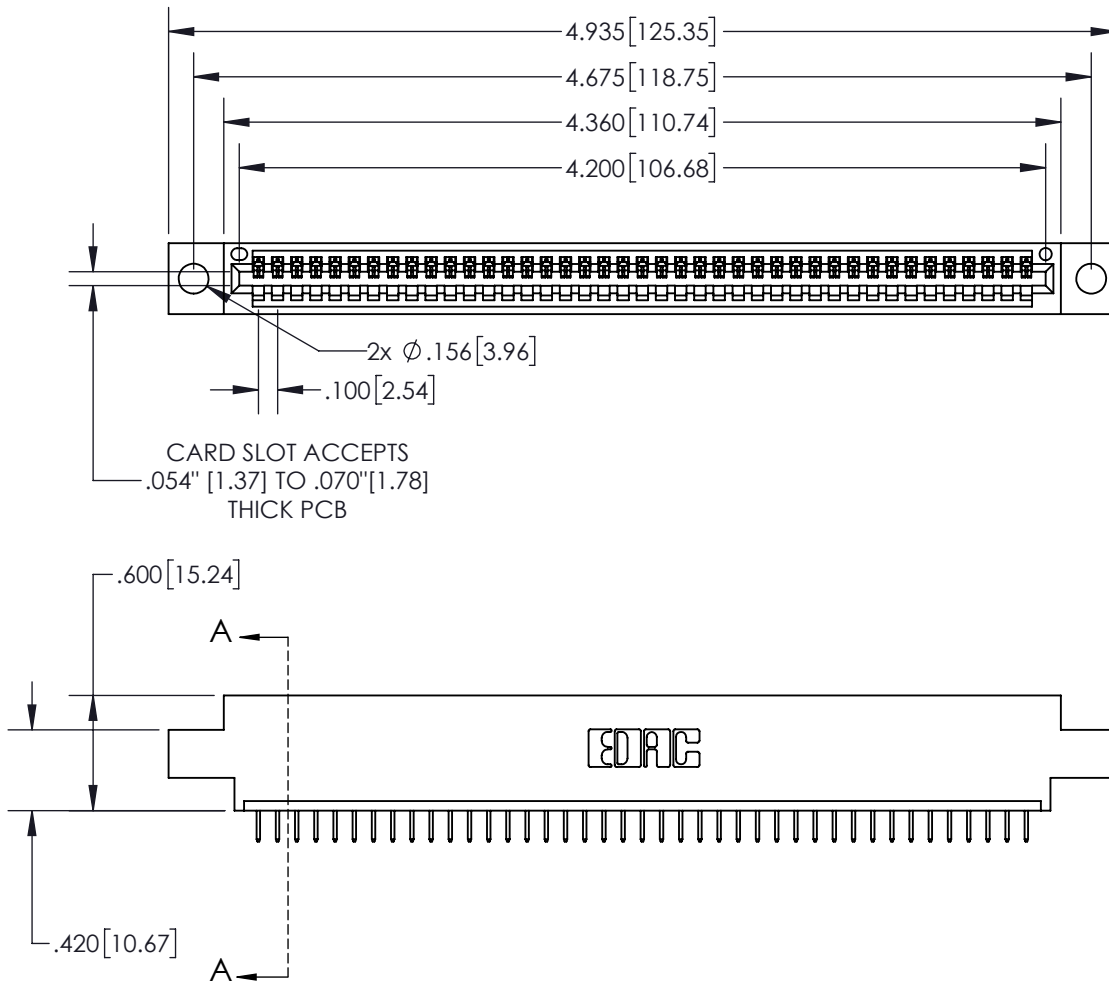 4.935[125.35]
4.675[118.75]
4.360[110.74]
4.200[106.68]
2x Ø.156[3.96]
.100[2.54]
CARD SLOT ACCEPTS
.054" [1.37] TO .070"[1.78]
THICK PCB
.600[15.24]
A
EDAC
.420[10.67]
A